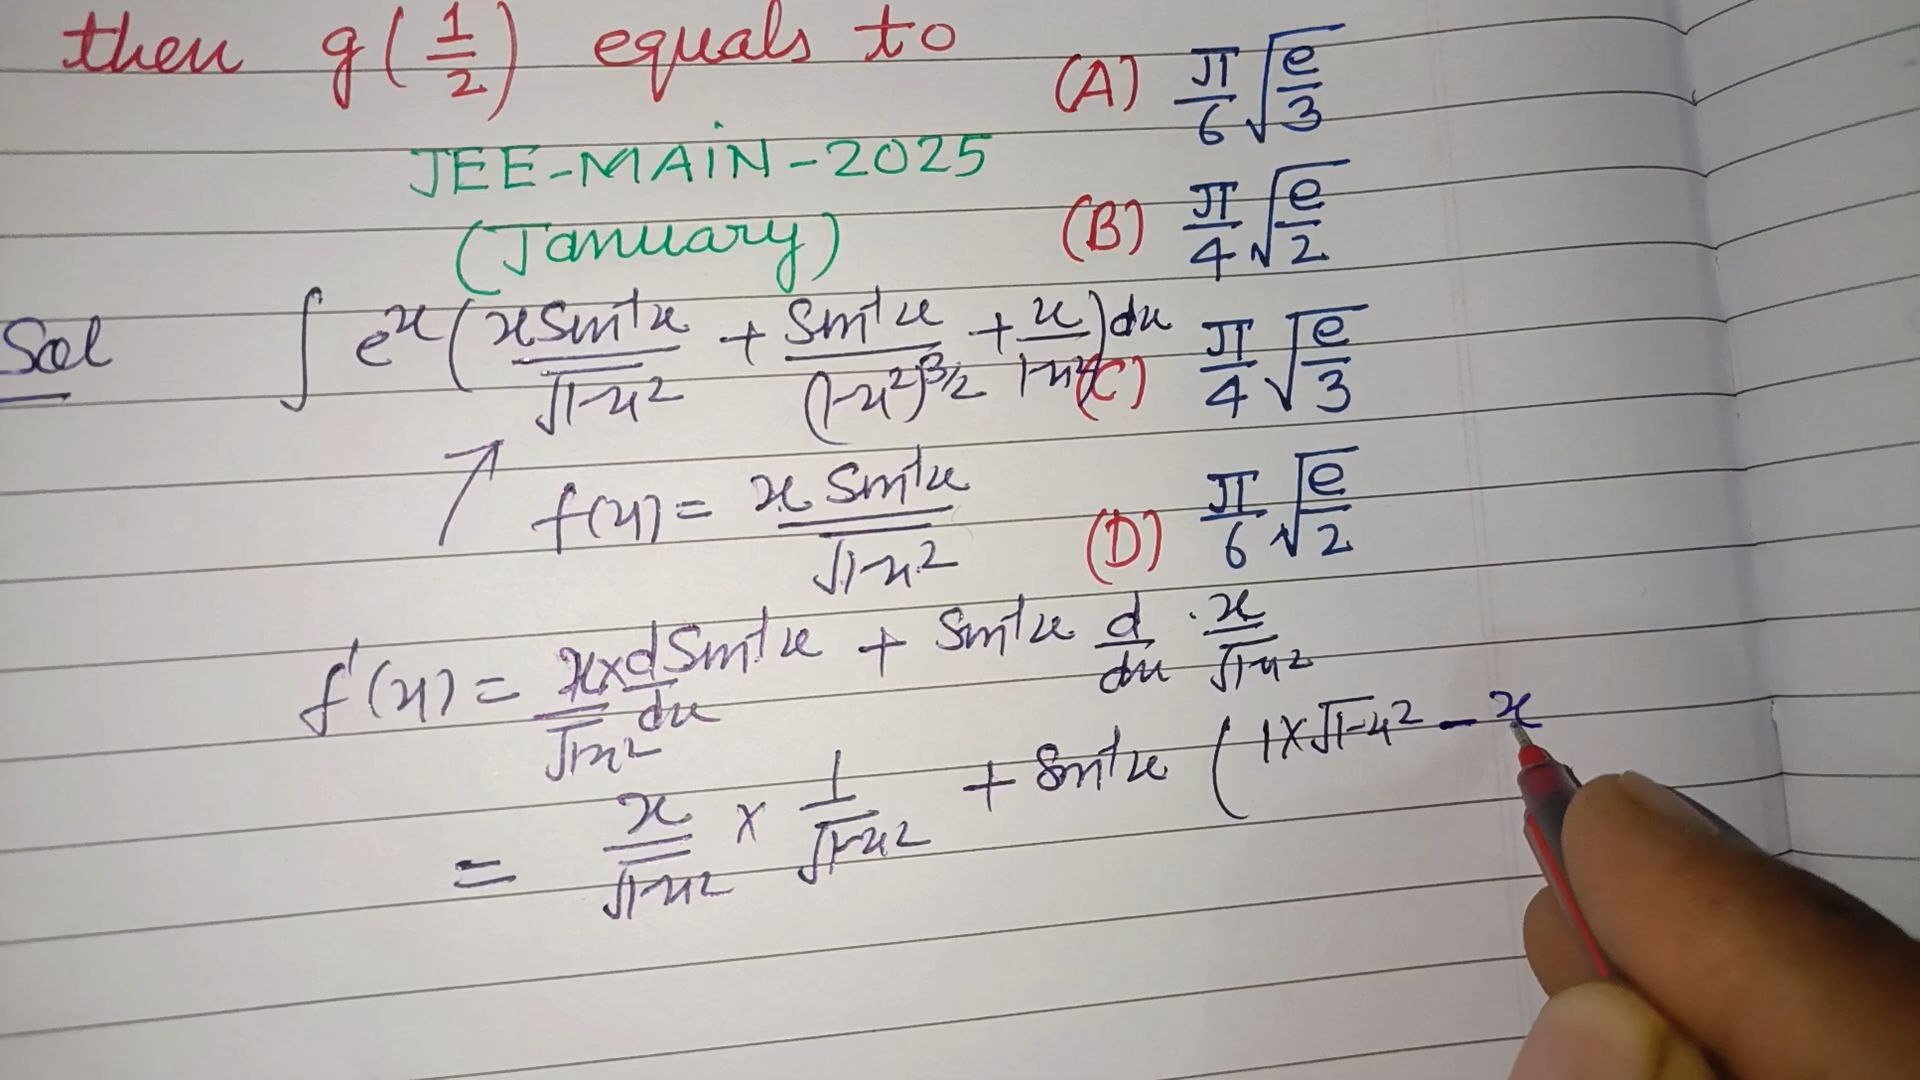 then g(1/2) equals to
(A) π/6 √(e/3)
JEE-MAIN-2025
(January)
(B) π/4 √(e/2)
Sol ∫ e^x (x sin⁻¹x/√(1-x²) + sin⁻¹x/(1-x²)^(3/2) + x/(1-x²)) dx
(C) π/4 √(e/3)
f(x) = x sin⁻¹x/√(1-x²)
(D) π/6 √(e/2)
f'(x) = x/√(1-x²) × d/dx sin⁻¹x + sin⁻¹x d/dx · x/√(1-x²)
= x/√(1-x²) × 1/√(1-x²) + sin⁻¹x (1×√(1-x²) - x